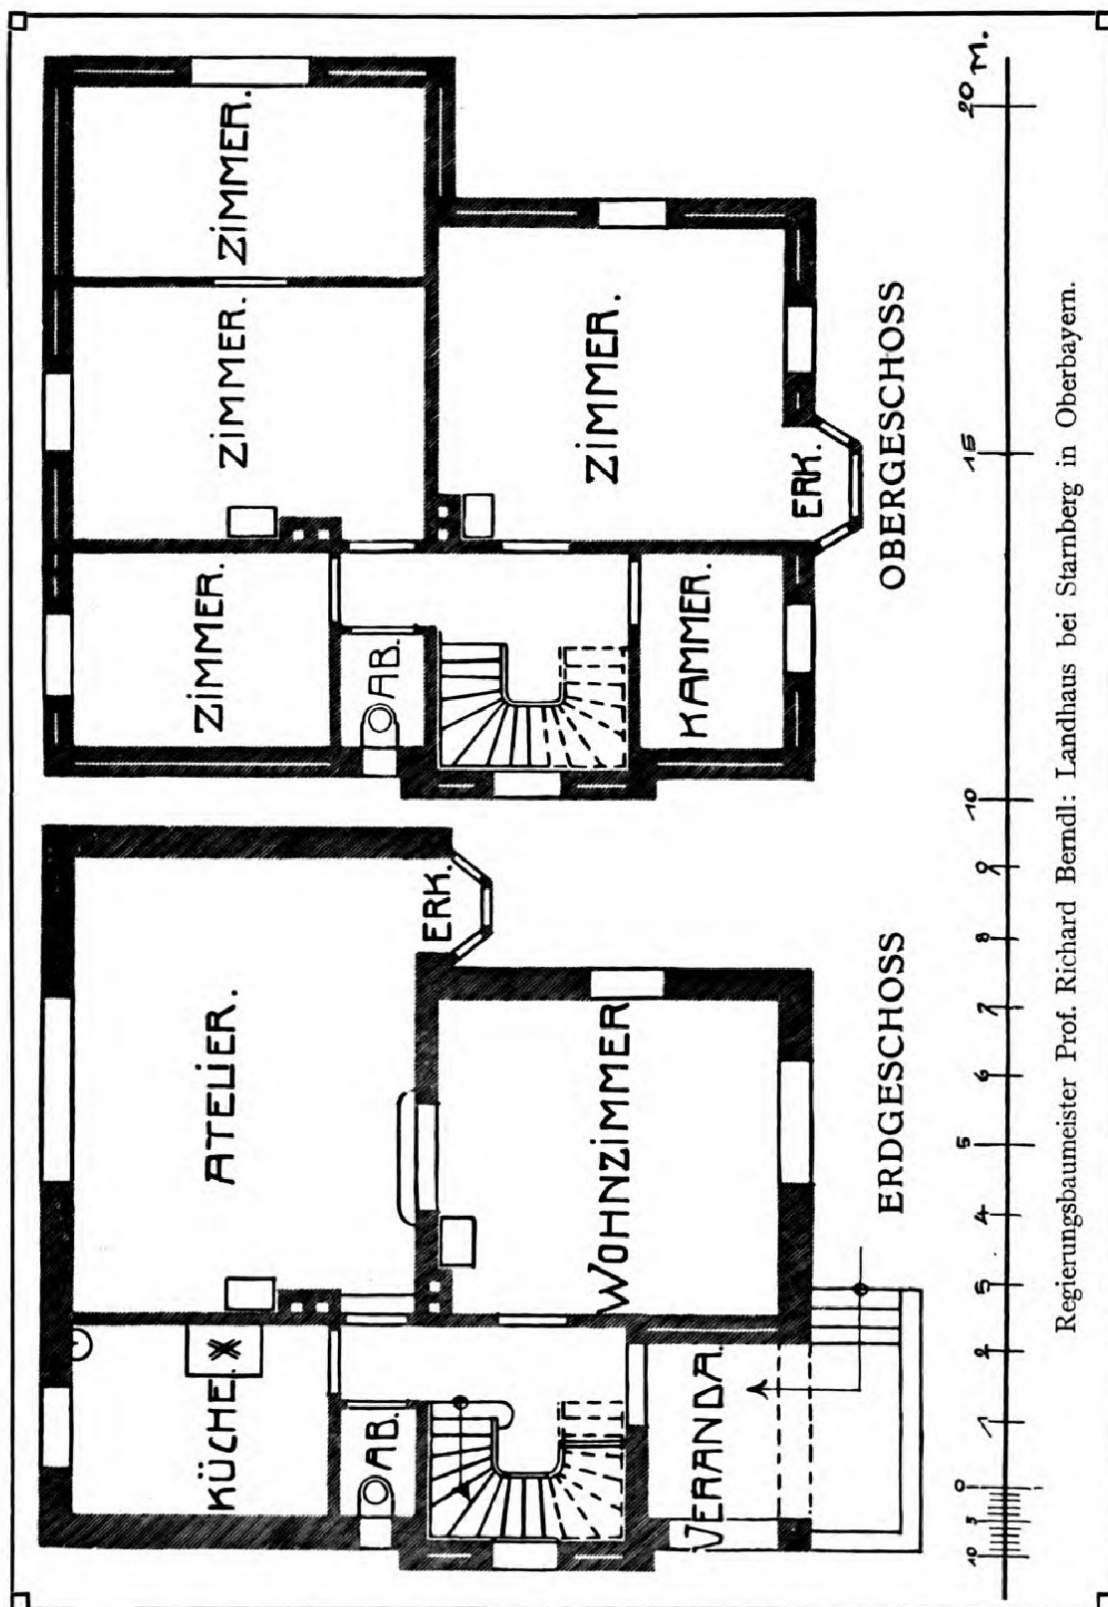 KÜCHE.
ATELIER.
ERK.
AB.
WOHNZIMMER
VERANDA.
ERDGESCHOSS
ZIMMER.
ZIMMER.
ZIMMER.
AB.
ZIMMER.
KAMMER.
ERK.
OBERGESCHOSS
10 5 0 1 2 3 4 5 6 7 8 9 10 15 20 M.
Regierungsbaumeister Prof. Richard Berndl: Landhaus bei Starnberg in Oberbayern.